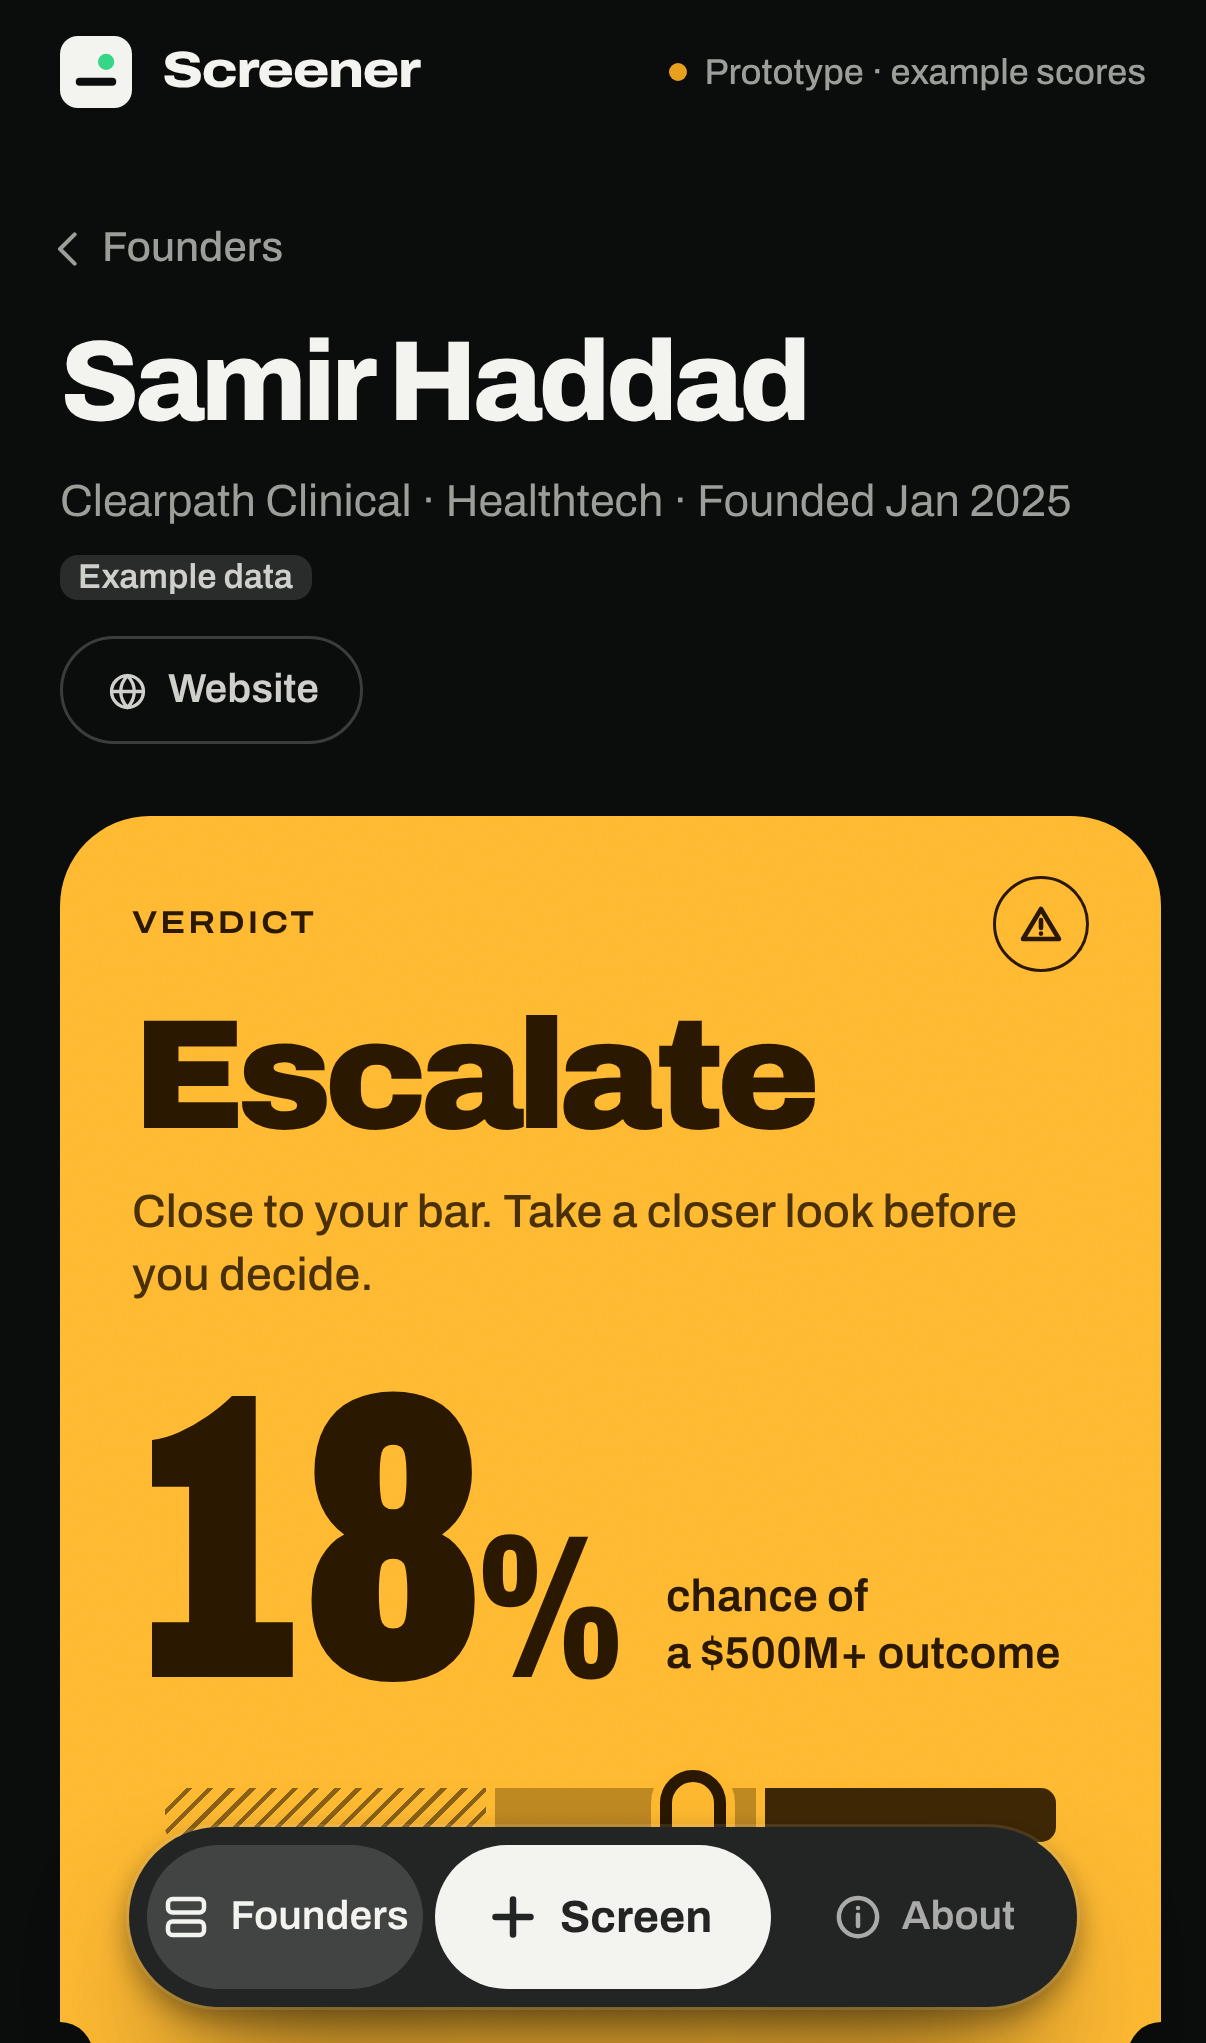 Screener
Prototype · example scores
Founders
Samir Haddad
Clearpath Clinical · Healthtech · Founded Jan 2025
Example data
Website
VERDICT
Escalate
Close to your bar. Take a closer look before
you decide.
18%
chance of
a $500M+ outcome
Founders
Screen
About